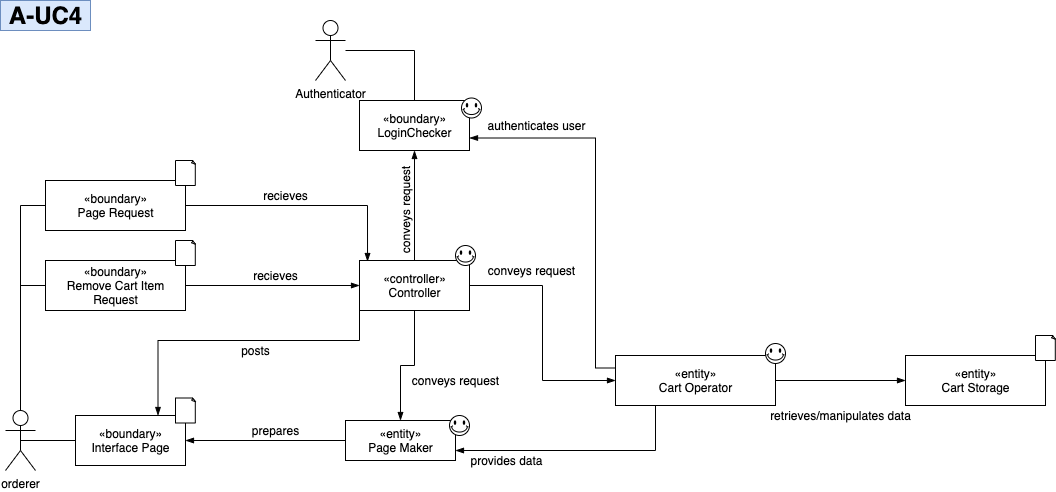 A-UC4
Authenticator
«boundary»
LoginChecker
authenticates user
«boundary»
Page Request
recieves
conveys request
«boundary»
Remove Cart Item
Request
recieves
«controller»
Controller
conveys request
posts
conveys request
«entity»
Cart Operator
retrieves/manipulates data
«entity»
Cart Storage
«boundary»
Interface Page
prepares
«entity»
Page Maker
provides data
orderer